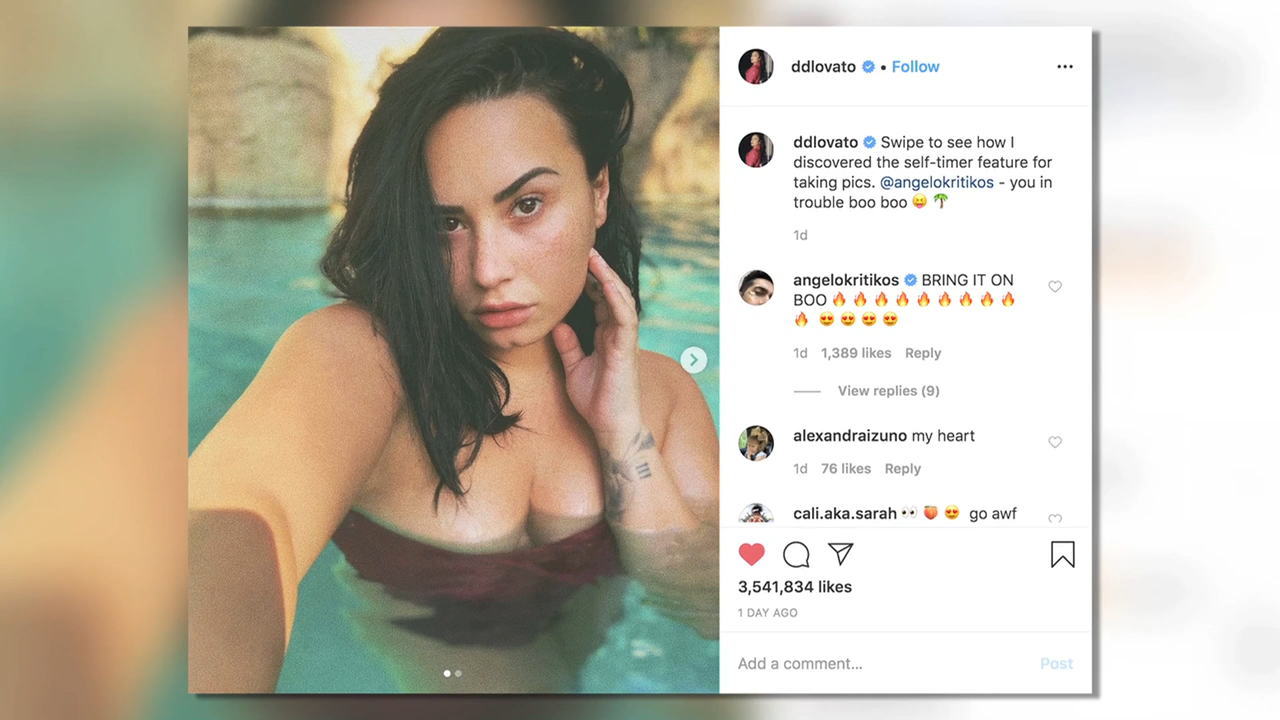 ddlovato • Follow
ddlovato Swipe to see how I
discovered the self-timer feature for
taking pics. @angelokritikos - you in
trouble boo boo 😝 🌴
1d
angelokritikos BRING IT ON
BOO 🔥 🔥 🔥 🔥 🔥 🔥 🔥 🔥 🔥
🔥 😍 😍 😍 😍
1d 1,389 likes Reply
View replies (9)
alexandraizuno my heart
1d 76 likes Reply
cali.aka.sarah 👀 🍑 😍 go awf
3,541,834 likes
1 DAY AGO
Add a comment... Post